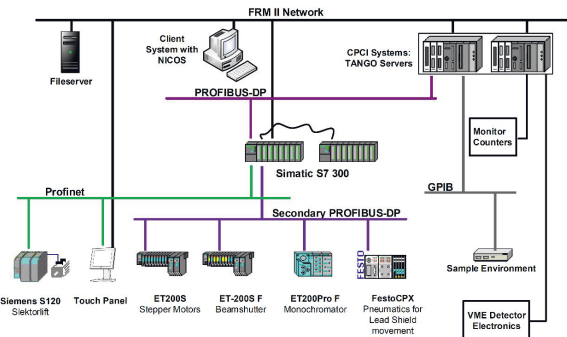 FRM II Network
Fileserver
Client
System with
NICOS
CPCI Systems:
TANGO Servers
PROFIBUS-DP
Monitor
Counters
Simatic S7 300
Profinet
GPIB
Secondary PROFIBUS-DP
FESTO
Siemens S120
Slektorlift
Touch Panel
ET200S
Stepper Motors
ET-200S F
Beamshutter
ET200Pro F
Monochromator
FestoCPX
Pneumatics for
Lead Shield
movement
Sample Environment
VME Detector
Electronics